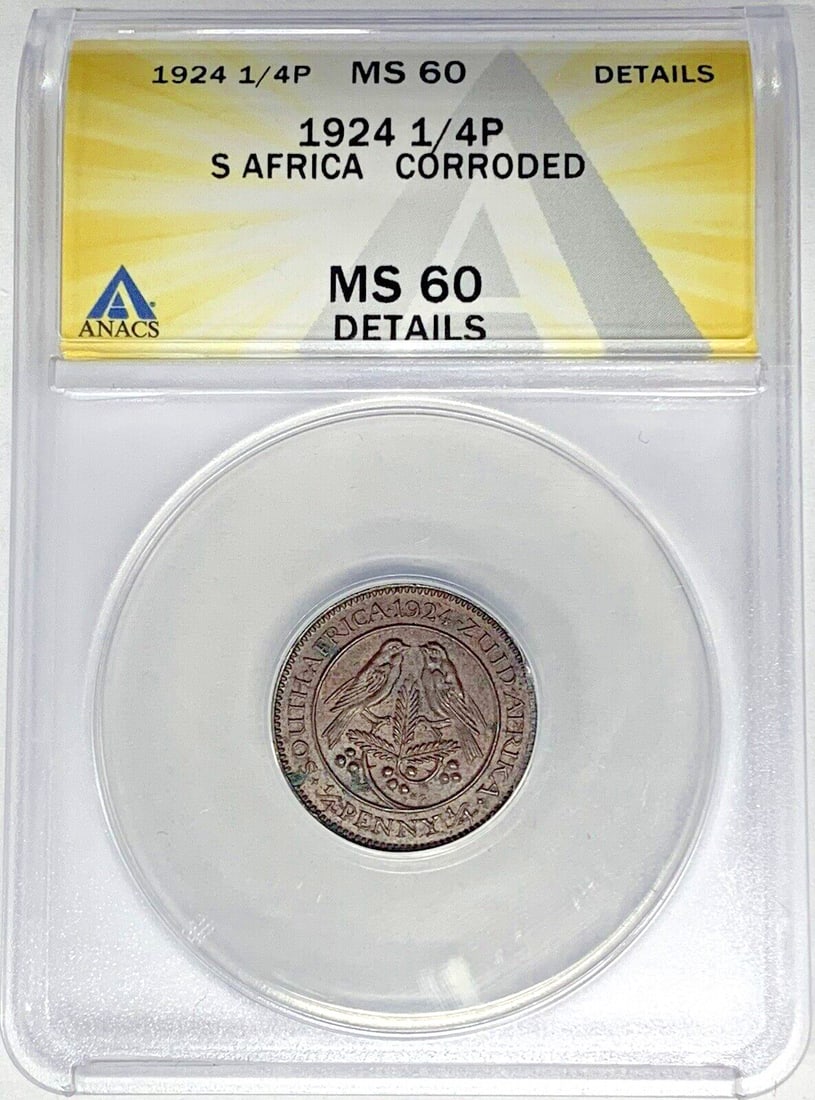 1924 1/4P MS 60 DETAILS
1924 1/4P
S AFRICA CORRODED
MS 60
DETAILS
ANACS
SOUTH·AFRICA·1924·ZUID·AFRIKA·
¼ PENNY ¼